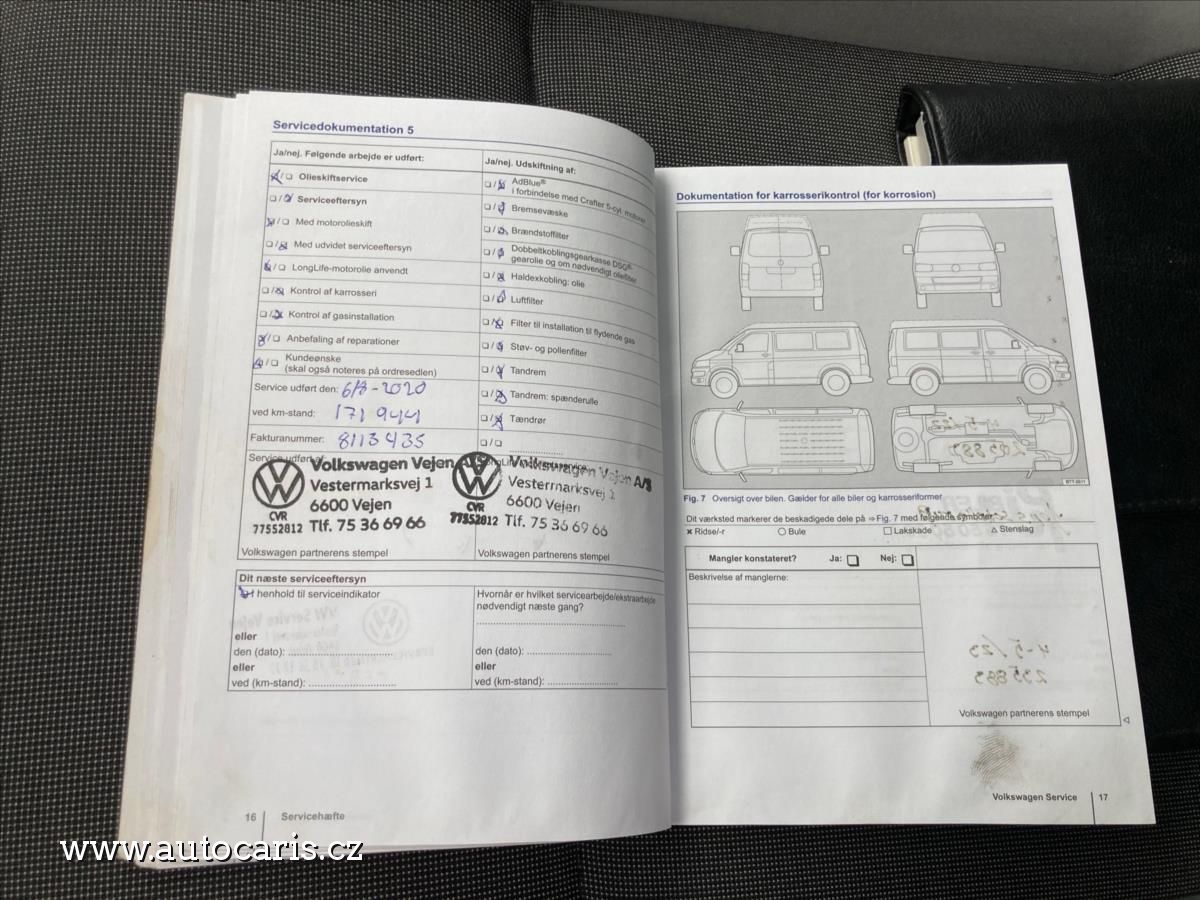 Servicedokumentation 5
Ja/nej. Følgende arbejde er udført:
☒/☐ Olieskiftservice
☐/☒ Serviceeftersyn
☒/☐ Med motorolieskift
☐/☒ Med udvidet serviceeftersyn
☒/☐ LongLife-motorolie anvendt
☐/☒ Kontrol af karrosseri
☐/☒ Kontrol af gasinstallation
☒/☐ Anbefaling af reparationer
☒/☐ Kundeønske
(skal også noteres på ordresedlen)
Service udført den: 6/8-2020
ved km-stand: 171 944
Fakturanummer: 8113435
Service udført af:
Volkswagen Vejen A/S
Vestermarksvej 1
6600 Vejen
CVR
77552812 Tlf. 75 36 69 66
Volkswagen partnerens stempel
Ja/nej. Udskiftning af:
☐/☒ AdBlue®
i forbindelse med Crafter 5-cyl. motorer
☐/☒ Bremsevæske
☐/☒ Brændstoffilter
☐/☒ Dobbeltkoblingsgearkasse DSG®
gearolie og om nødvendigt oliefilter
☐/☒ Haldexkobling: olie
☐/☒ Luftfilter
☐/☒ Filter til installation til flydende gas
☐/☒ Støv- og pollenfilter
☐/☒ Tandrem
☐/☒ Tandrem: spænderulle
☐/☒ Tændrør
☐/☐
Volkswagen Vejen A/S
Vestermarksvej 1
6600 Vejen
CVR
77552812 Tlf. 75 36 69 66
Volkswagen partnerens stempel
Dit næste serviceeftersyn
henhold til serviceindikator
eller
den (dato):
eller
ved (km-stand):
Hvornår er hvilket servicearbejde/ekstraarbejde
nødvendigt næste gang?
den (dato):
eller
ved (km-stand):
16 Servicehæfte
Dokumentation for karrosserikontrol (for korrosion)
Fig. 7 Oversigt over bilen. Gælder for alle biler og karrosseriformer
Dit værksted markerer de beskadigede dele på ⇒Fig. 7 med følgende symboler:
× Ridse/-r ○ Bule □ Lakskade △ Stenslag
Mangler konstateret? Ja: ☐ Nej: ☐
Beskrivelse af manglerne:
Volkswagen partnerens stempel
Volkswagen Service 17
www.autocaris.cz